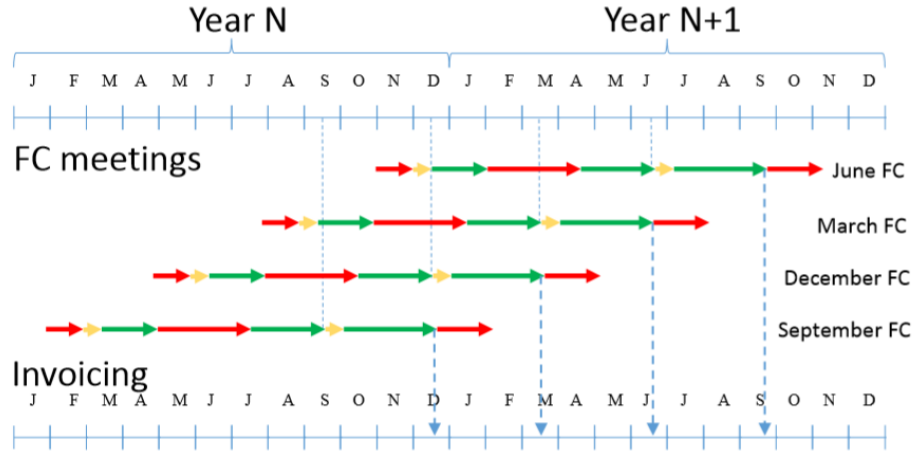 Year N Year N+1
J F M A M J J A S O N D J F M A M J J A S O N D
FC meetings
June FC
March FC
December FC
September FC
Invoicing
J F M A M J J A S O N D J F M A M J J A S O N D